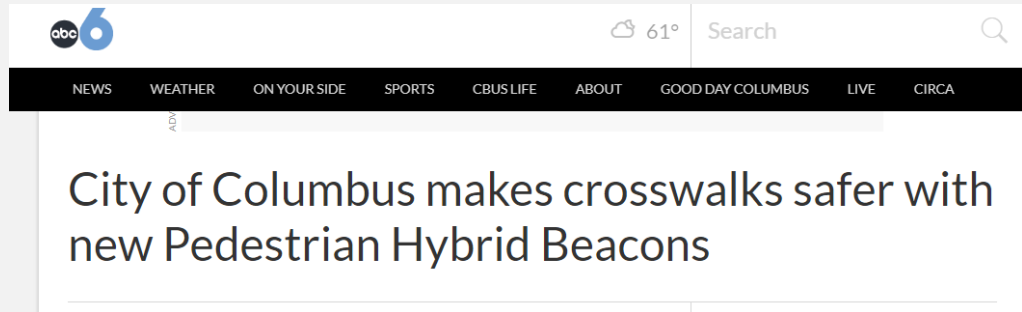 abc 6
61° Search
NEWS WEATHER ON YOUR SIDE SPORTS CBUS LIFE ABOUT GOOD DAY COLUMBUS LIVE CIRCA
ADV
City of Columbus makes crosswalks safer with
new Pedestrian Hybrid Beacons